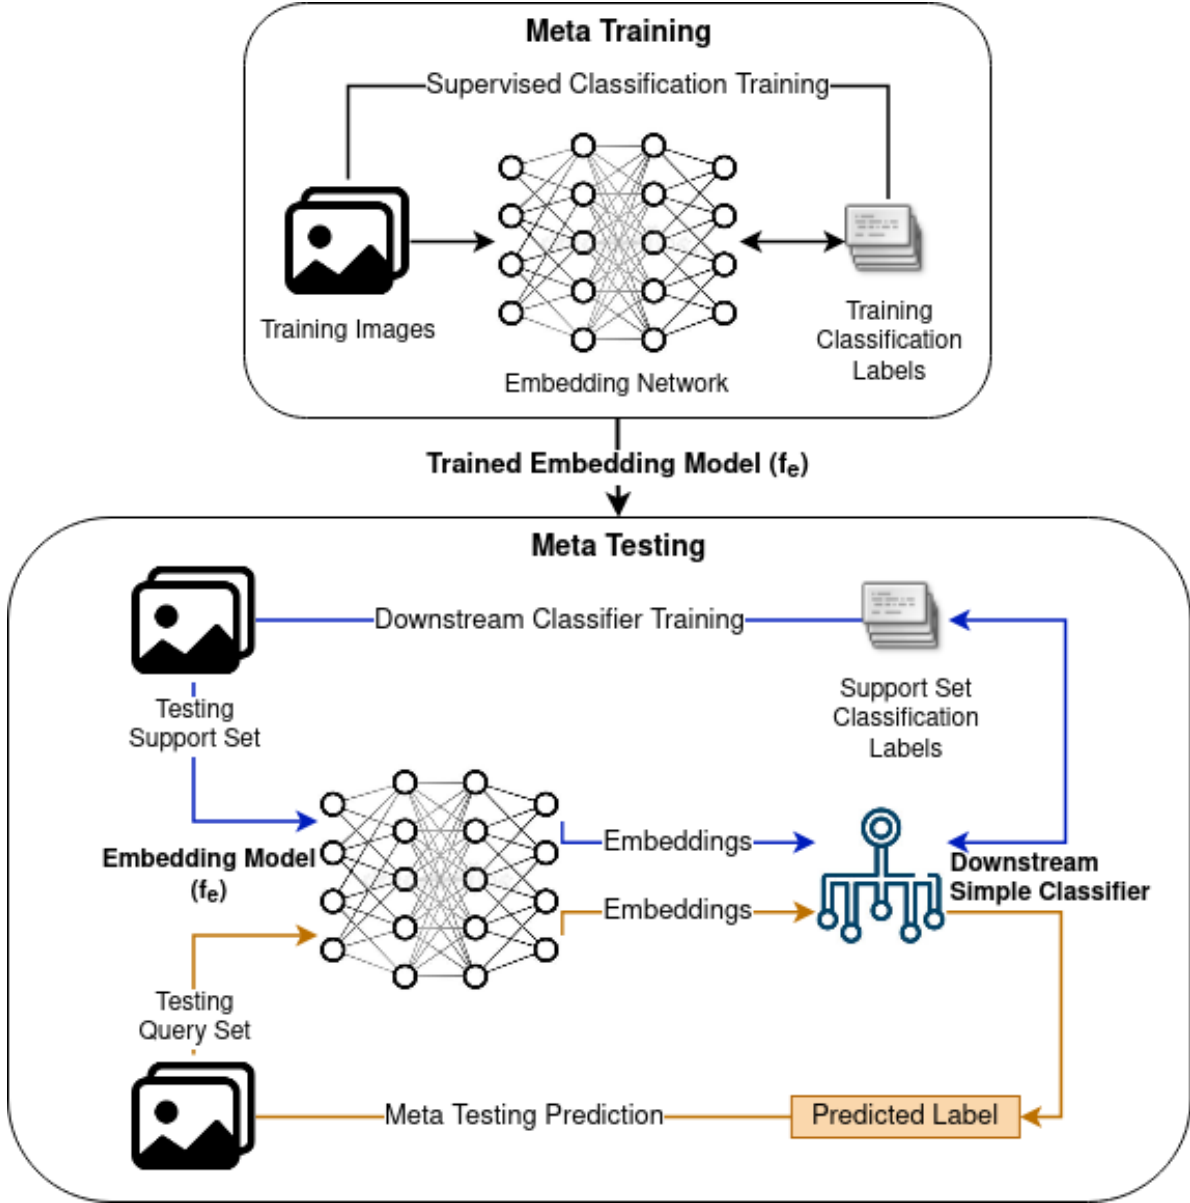 Meta Training
Supervised Classification Training
Training Images
Embedding Network
Training
Classification
Labels
Trained Embedding Model (fe)
Meta Testing
Downstream Classifier Training
Testing
Support Set
Support Set
Classification
Labels
Embedding Model
(fe)
Embeddings
Embeddings
Downstream
Simple Classifier
Testing
Query Set
Meta Testing Prediction
Predicted Label